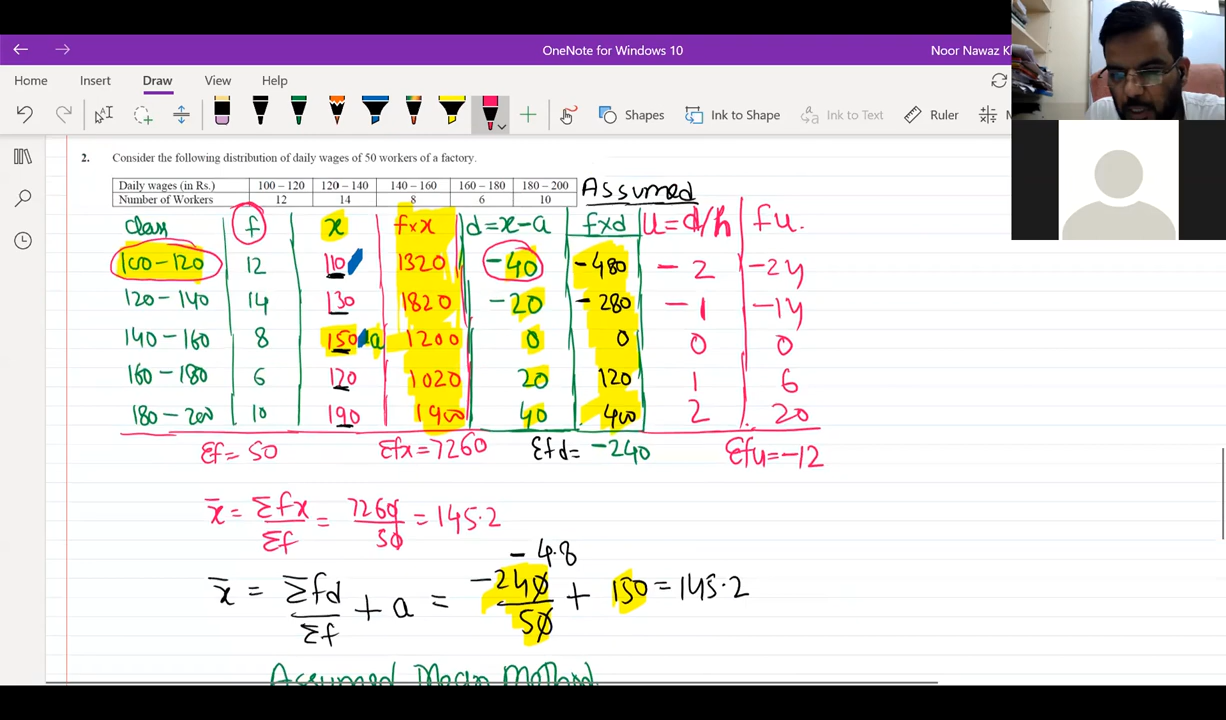 OneNote for Windows 10
Noor Nawaz K
Home Insert Draw View Help
Shapes Ink to Shape Ink to Text Ruler
2. Consider the following distribution of daily wages of 50 workers of a factory.
Daily wages (in Rs.) 100 – 120 120 – 140 140 – 160 160 – 180 180 – 200
Number of Workers 12 14 8 6 10
Assumed
class f x f×x d=x-a f×d u=d/h fu.
100-120 12 110 1320 -40 -480 -2 -24
120-140 14 130 1820 -20 -280 -1 -14
140-160 8 150 a 1200 0 0 0 0
160-180 6 170 1020 20 120 1 6
180-200 10 190 1900 40 400 2 20
Σf= 50 Σfx=7260 Σfd= -240 Σfu=-12
x̄ = Σfx/Σf = 7260/50 = 145.2
-4.8
x̄ = Σfd/Σf + a = -240/50 + 150 = 145.2
Assumed Mean Method